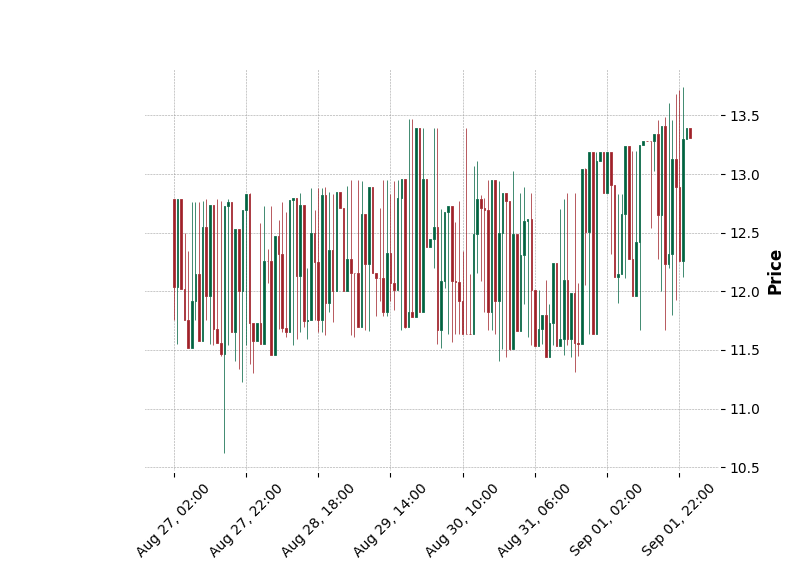 13.5
13.0
12.5
12.0
11.5
11.0
10.5
Price
Aug 27, 02:00
Aug 27, 22:00
Aug 28, 18:00
Aug 29, 14:00
Aug 30, 10:00
Aug 31, 06:00
Sep 01, 02:00
Sep 01, 22:00